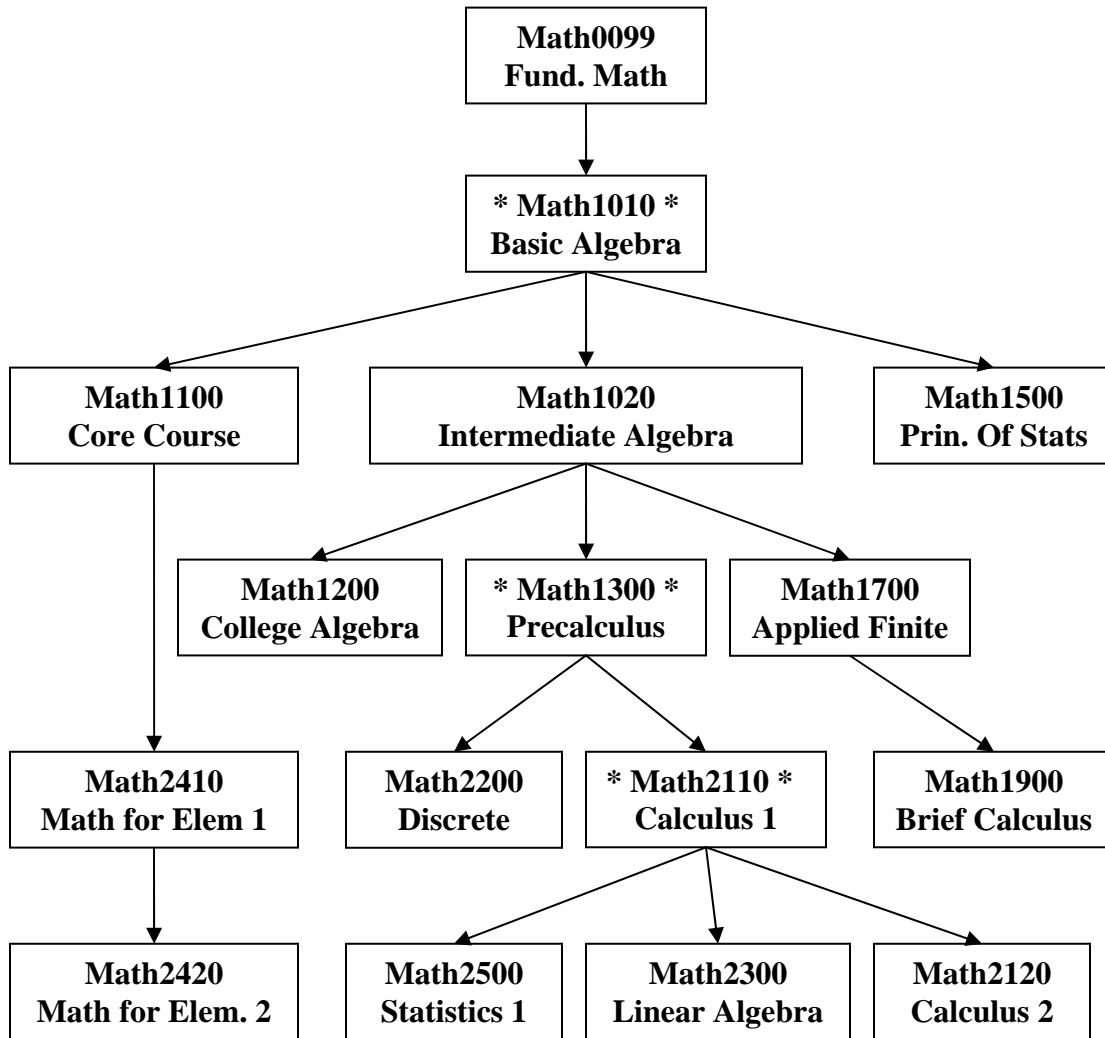 Math0099
Fund. Math
* Math1010 *
Basic Algebra
Math1100
Core Course
Math1020
Intermediate Algebra
Math1500
Prin. Of Stats
Math1200
College Algebra
* Math1300 *
Precalculus
Math1700
Applied Finite
Math2410
Math for Elem 1
Math2200
Discrete
* Math2110 *
Calculus 1
Math1900
Brief Calculus
Math2420
Math for Elem. 2
Math2500
Statistics 1
Math2300
Linear Algebra
Math2120
Calculus 2